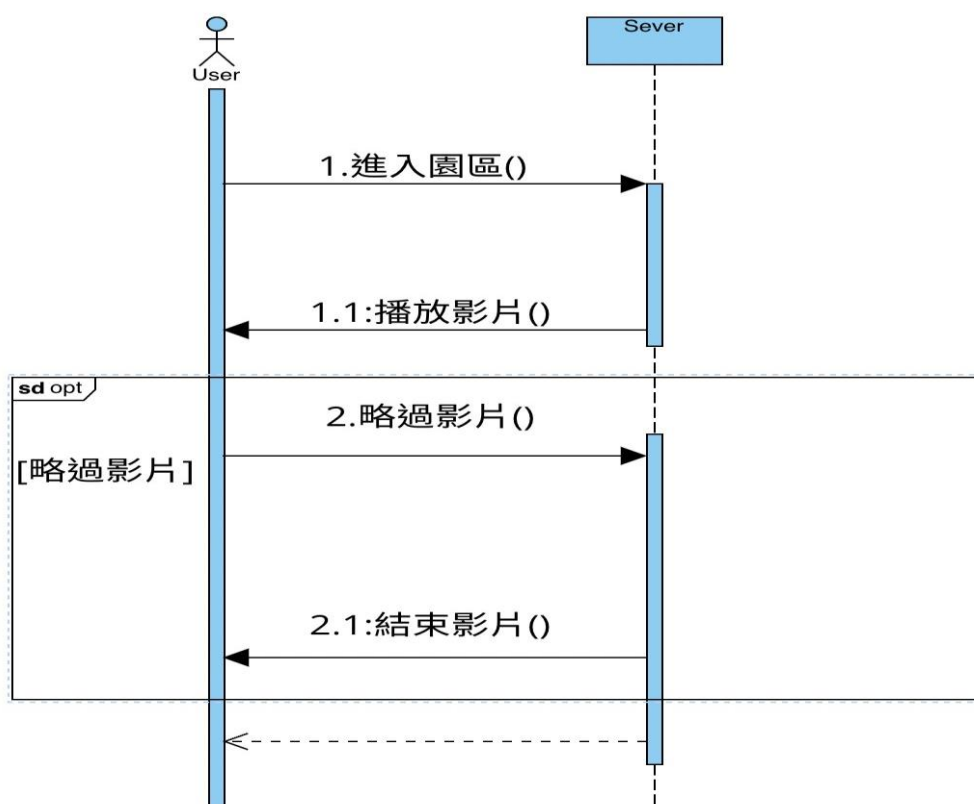 User
Sever
1.進入園區()
1.1:播放影片()
sd opt
2.略過影片()
[略過影片]
2.1:結束影片()